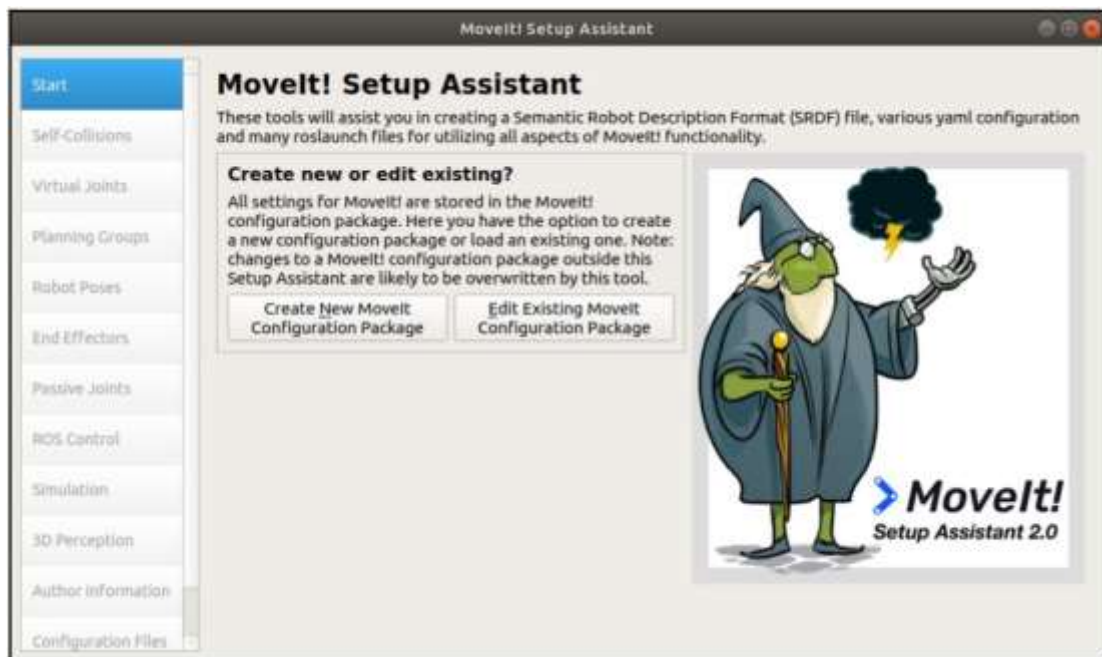 MoveIt! Setup Assistant
Start
Self-Collisions
Virtual Joints
Planning Groups
Robot Poses
End Effectors
Passive Joints
ROS Control
Simulation
3D Perception
Author Information
Configuration Files
MoveIt! Setup Assistant
These tools will assist you in creating a Semantic Robot Description Format (SRDF) file, various yaml configuration
and many roslaunch files for utilizing all aspects of MoveIt! functionality.
Create new or edit existing?
All settings for MoveIt! are stored in the MoveIt!
configuration package. Here you have the option to create
a new configuration package or load an existing one. Note:
changes to a MoveIt! configuration package outside this
Setup Assistant are likely to be overwritten by this tool.
Create New MoveIt
Configuration Package
Edit Existing MoveIt
Configuration Package
MoveIt!
Setup Assistant 2.0